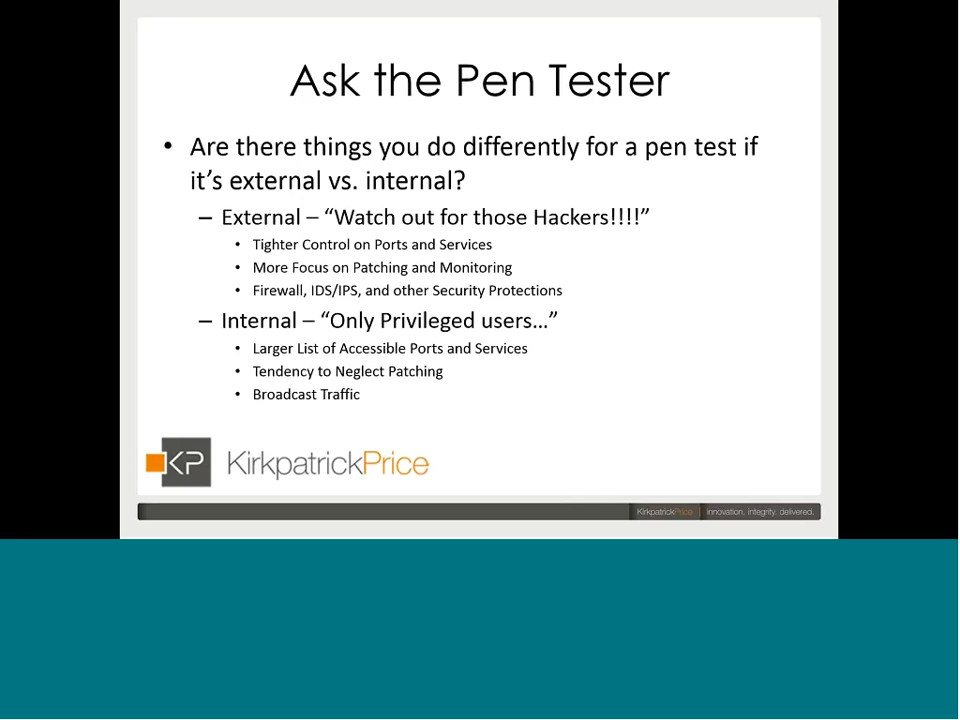 Ask the Pen Tester
• Are there things you do differently for a pen test if
it's external vs. internal?
– External – “Watch out for those Hackers!!!!”
• Tighter Control on Ports and Services
• More Focus on Patching and Monitoring
• Firewall, IDS/IPS, and other Security Protections
– Internal – “Only Privileged users…”
• Larger List of Accessible Ports and Services
• Tendency to Neglect Patching
• Broadcast Traffic
KP KirkpatrickPrice
KirkpatrickPrice innovation. integrity. delivered.